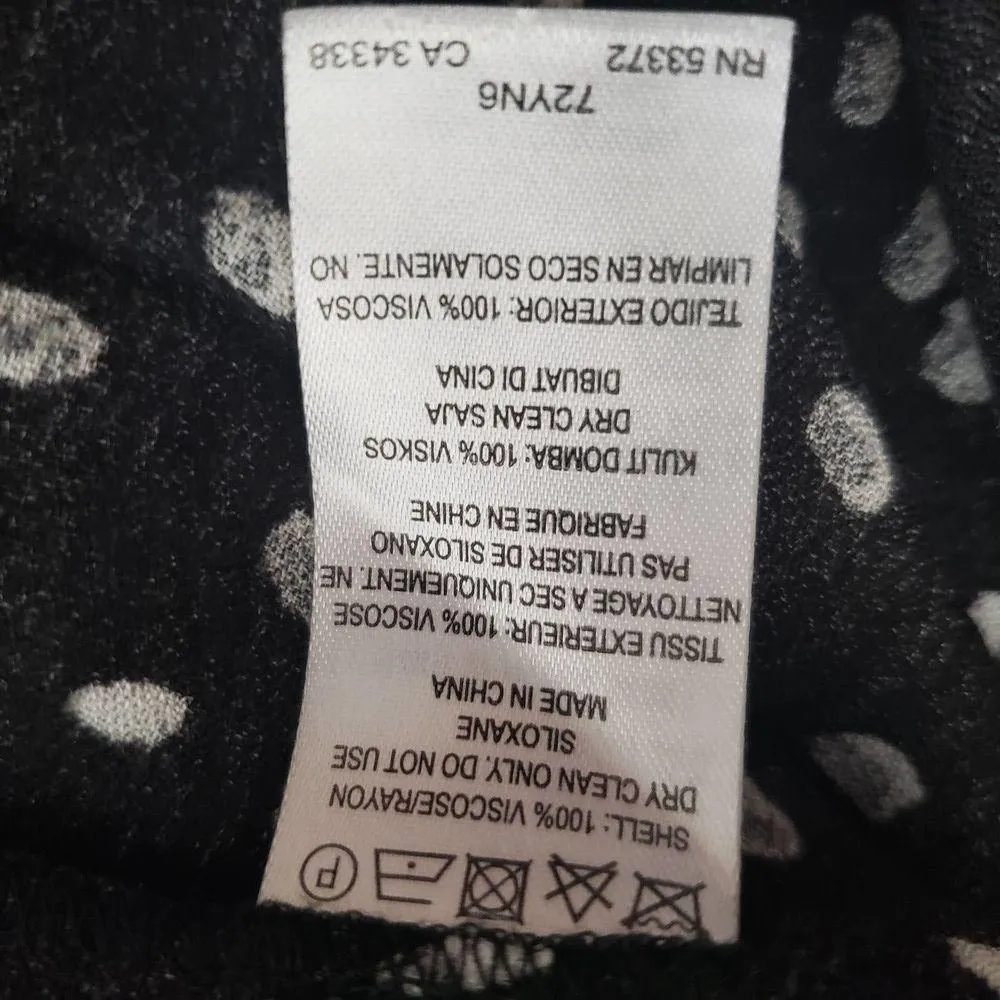 P
SHELL: 100% VISCOSE/RAYON
DRY CLEAN ONLY. DO NOT USE
SILOXANE
MADE IN CHINA
TISSU EXTERIEUR: 100% VISCOSE
NETTOYAGE A SEC UNIQUEMENT. NE
PAS UTILISER DE SILOXANO
FABRIQUE EN CHINE
KULIT DOMBA: 100% VISKOS
DRY CLEAN SAJA
DIBUAT DI CINA
TEJIDO EXTERIOR: 100% VISCOSA
LIMPIAR EN SECO SOLAMENTE. NO
72YN6
RN 53372 CA 34338